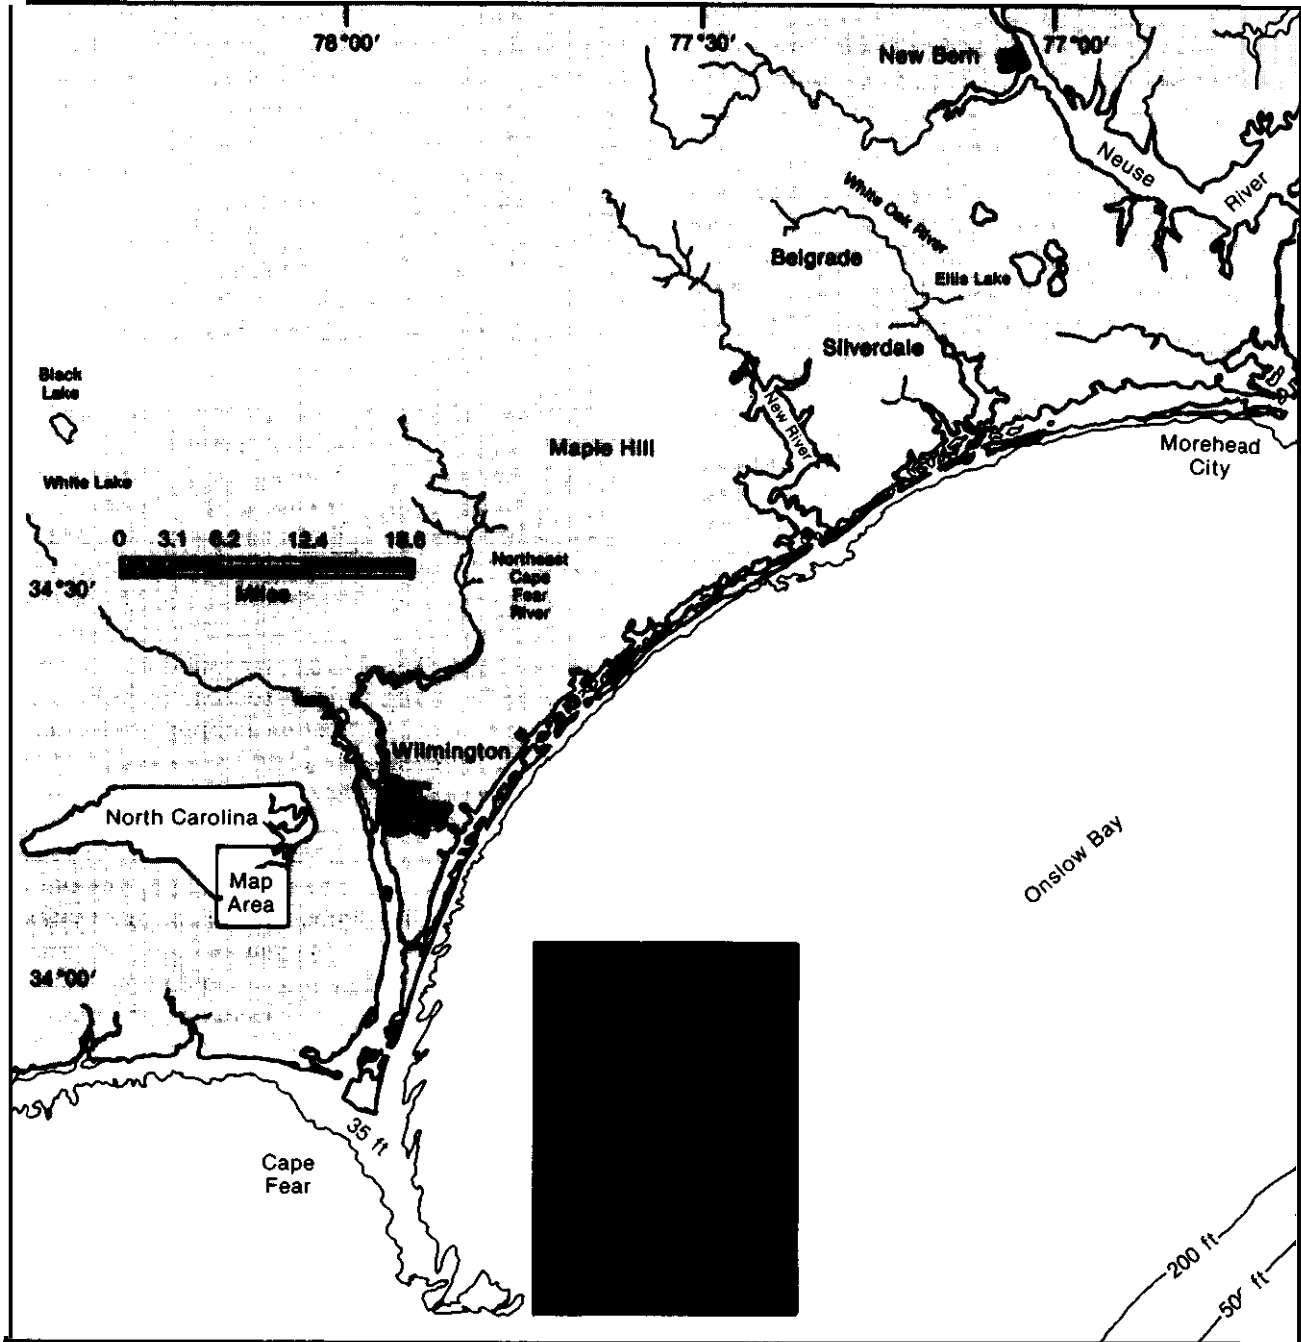 78°00′
77°30′
77°00′
New Bern
Neuse
River
White Oak River
Belgrade
Ellis Lake
Silverdale
Black
Lake
New River
Maple Hill
Morehead
City
White Lake
0 3.1 6.2 12.4 18.6
Miles
Northeast
Cape
Fear
River
34°30′
Wilmington
North Carolina
Map
Area
Onslow Bay
34°00′
35 ft
Cape
Fear
200 ft
ft